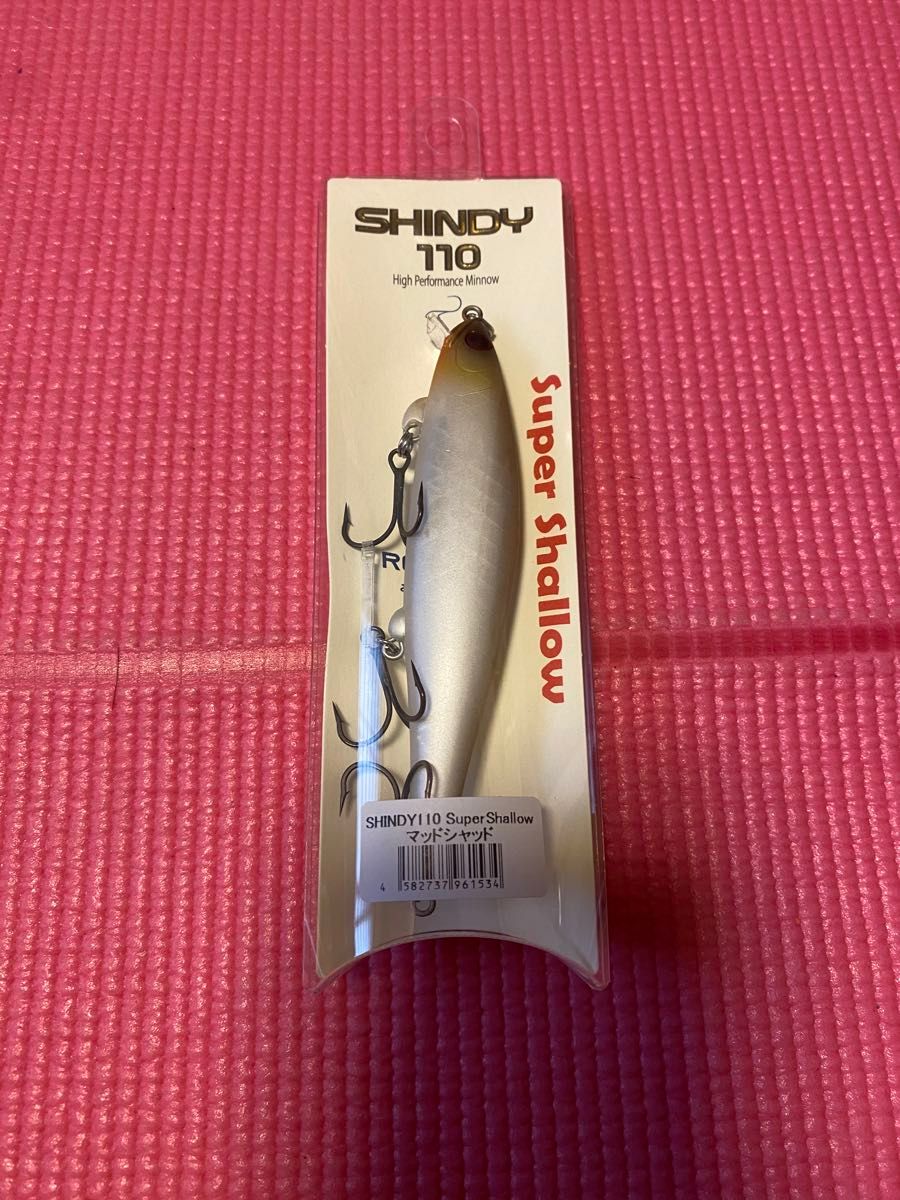 SHINDY
110
High Performance Minnow
Super Shallow
SHINDY110 SuperShallow
マッドシャッド
4 582737 961534